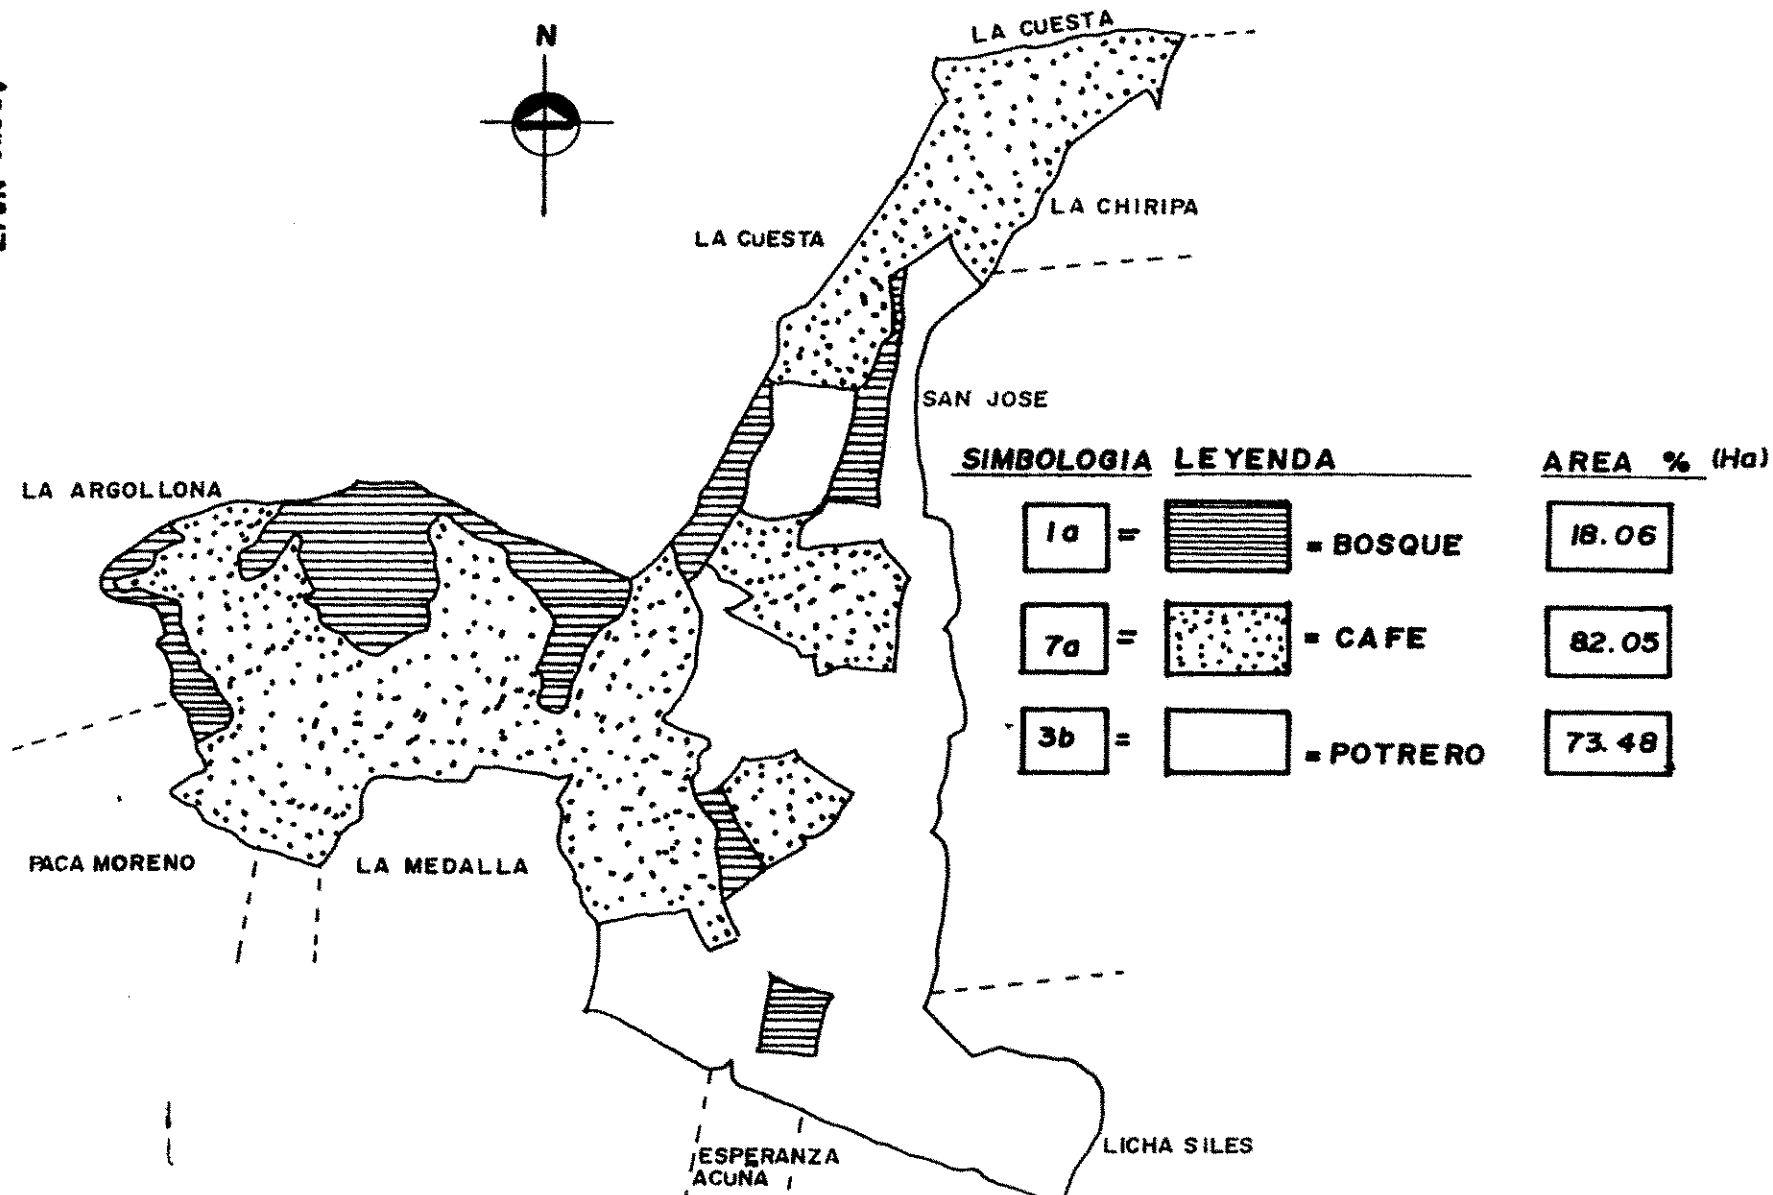 LA CUESTA
N
LA CHIRIPA
LA CUESTA
SAN JOSE
LA ARGOLLONA
SIMBOLOGIA LEYENDA AREA % (Ha)
1a = = BOSQUE 18.06
7a = = CAFE 82.05
3b = = POTRERO 73.48
PACA MORENO
LA MEDALLA
LICHA SILES
ESPERANZA
ACUÑA